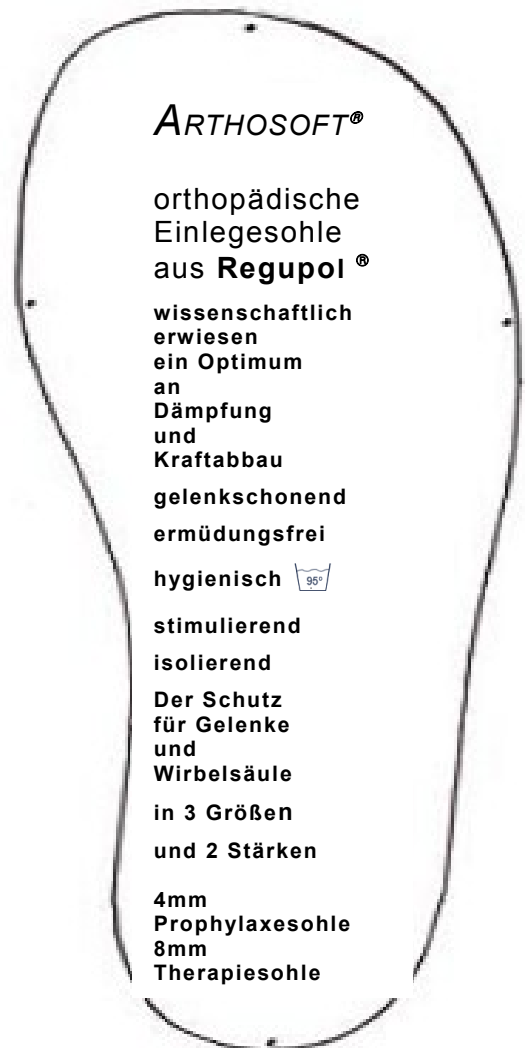 ARTHOSOFT®
orthopädische
Einlegesohle
aus Regupol ®
wissenschaftlich
erwiesen
ein Optimum
an
Dämpfung
und
Kraftabbau
gelenkschonend
ermüdungsfrei
hygienisch 95°
stimulierend
isolierend
Der Schutz
für Gelenke
und
Wirbelsäule
in 3 Größen
und 2 Stärken
4mm
Prophylaxesohle
8mm
Therapiesohle